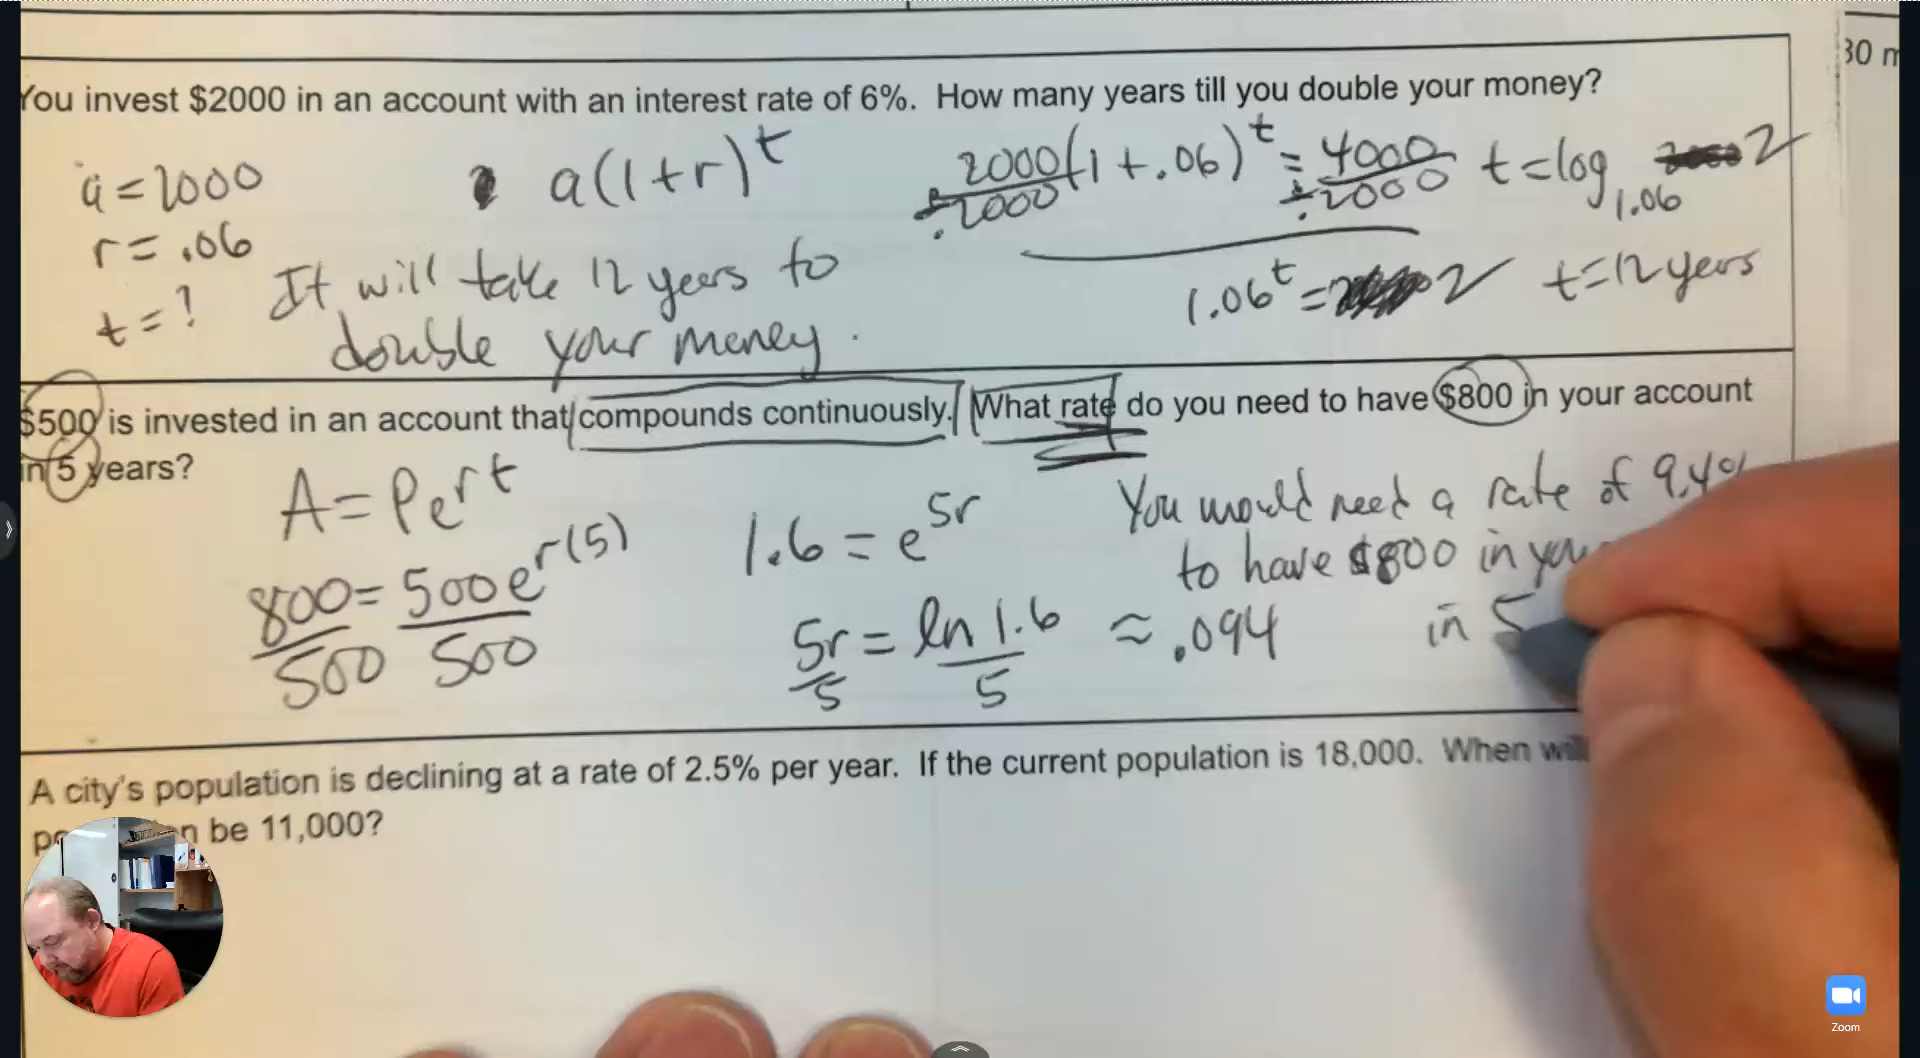 30
You invest $2000 in an account with an interest rate of 6%. How many years till you double your money?
a = 2000
r = .06
t = ?
a(1+r)^t
2000(1+.06)^t = 4000
÷2000 ÷2000
1.06^t = 2
t = log_1.06 2
t = 12 years
It will take 12 years to
double your money.
$500 is invested in an account that compounds continuously. What rate do you need to have $800 in your account
in 5 years?
A = Pe^rt
800 = 500e^r(5)
500 500
1.6 = e^5r
5r = ln 1.6 ≈ .094
5 5
You would need a rate of 9.4%
to have $800 in
in 5
A city's population is declining at a rate of 2.5% per year. If the current population is 18,000. When will
be 11,000?
Zoom